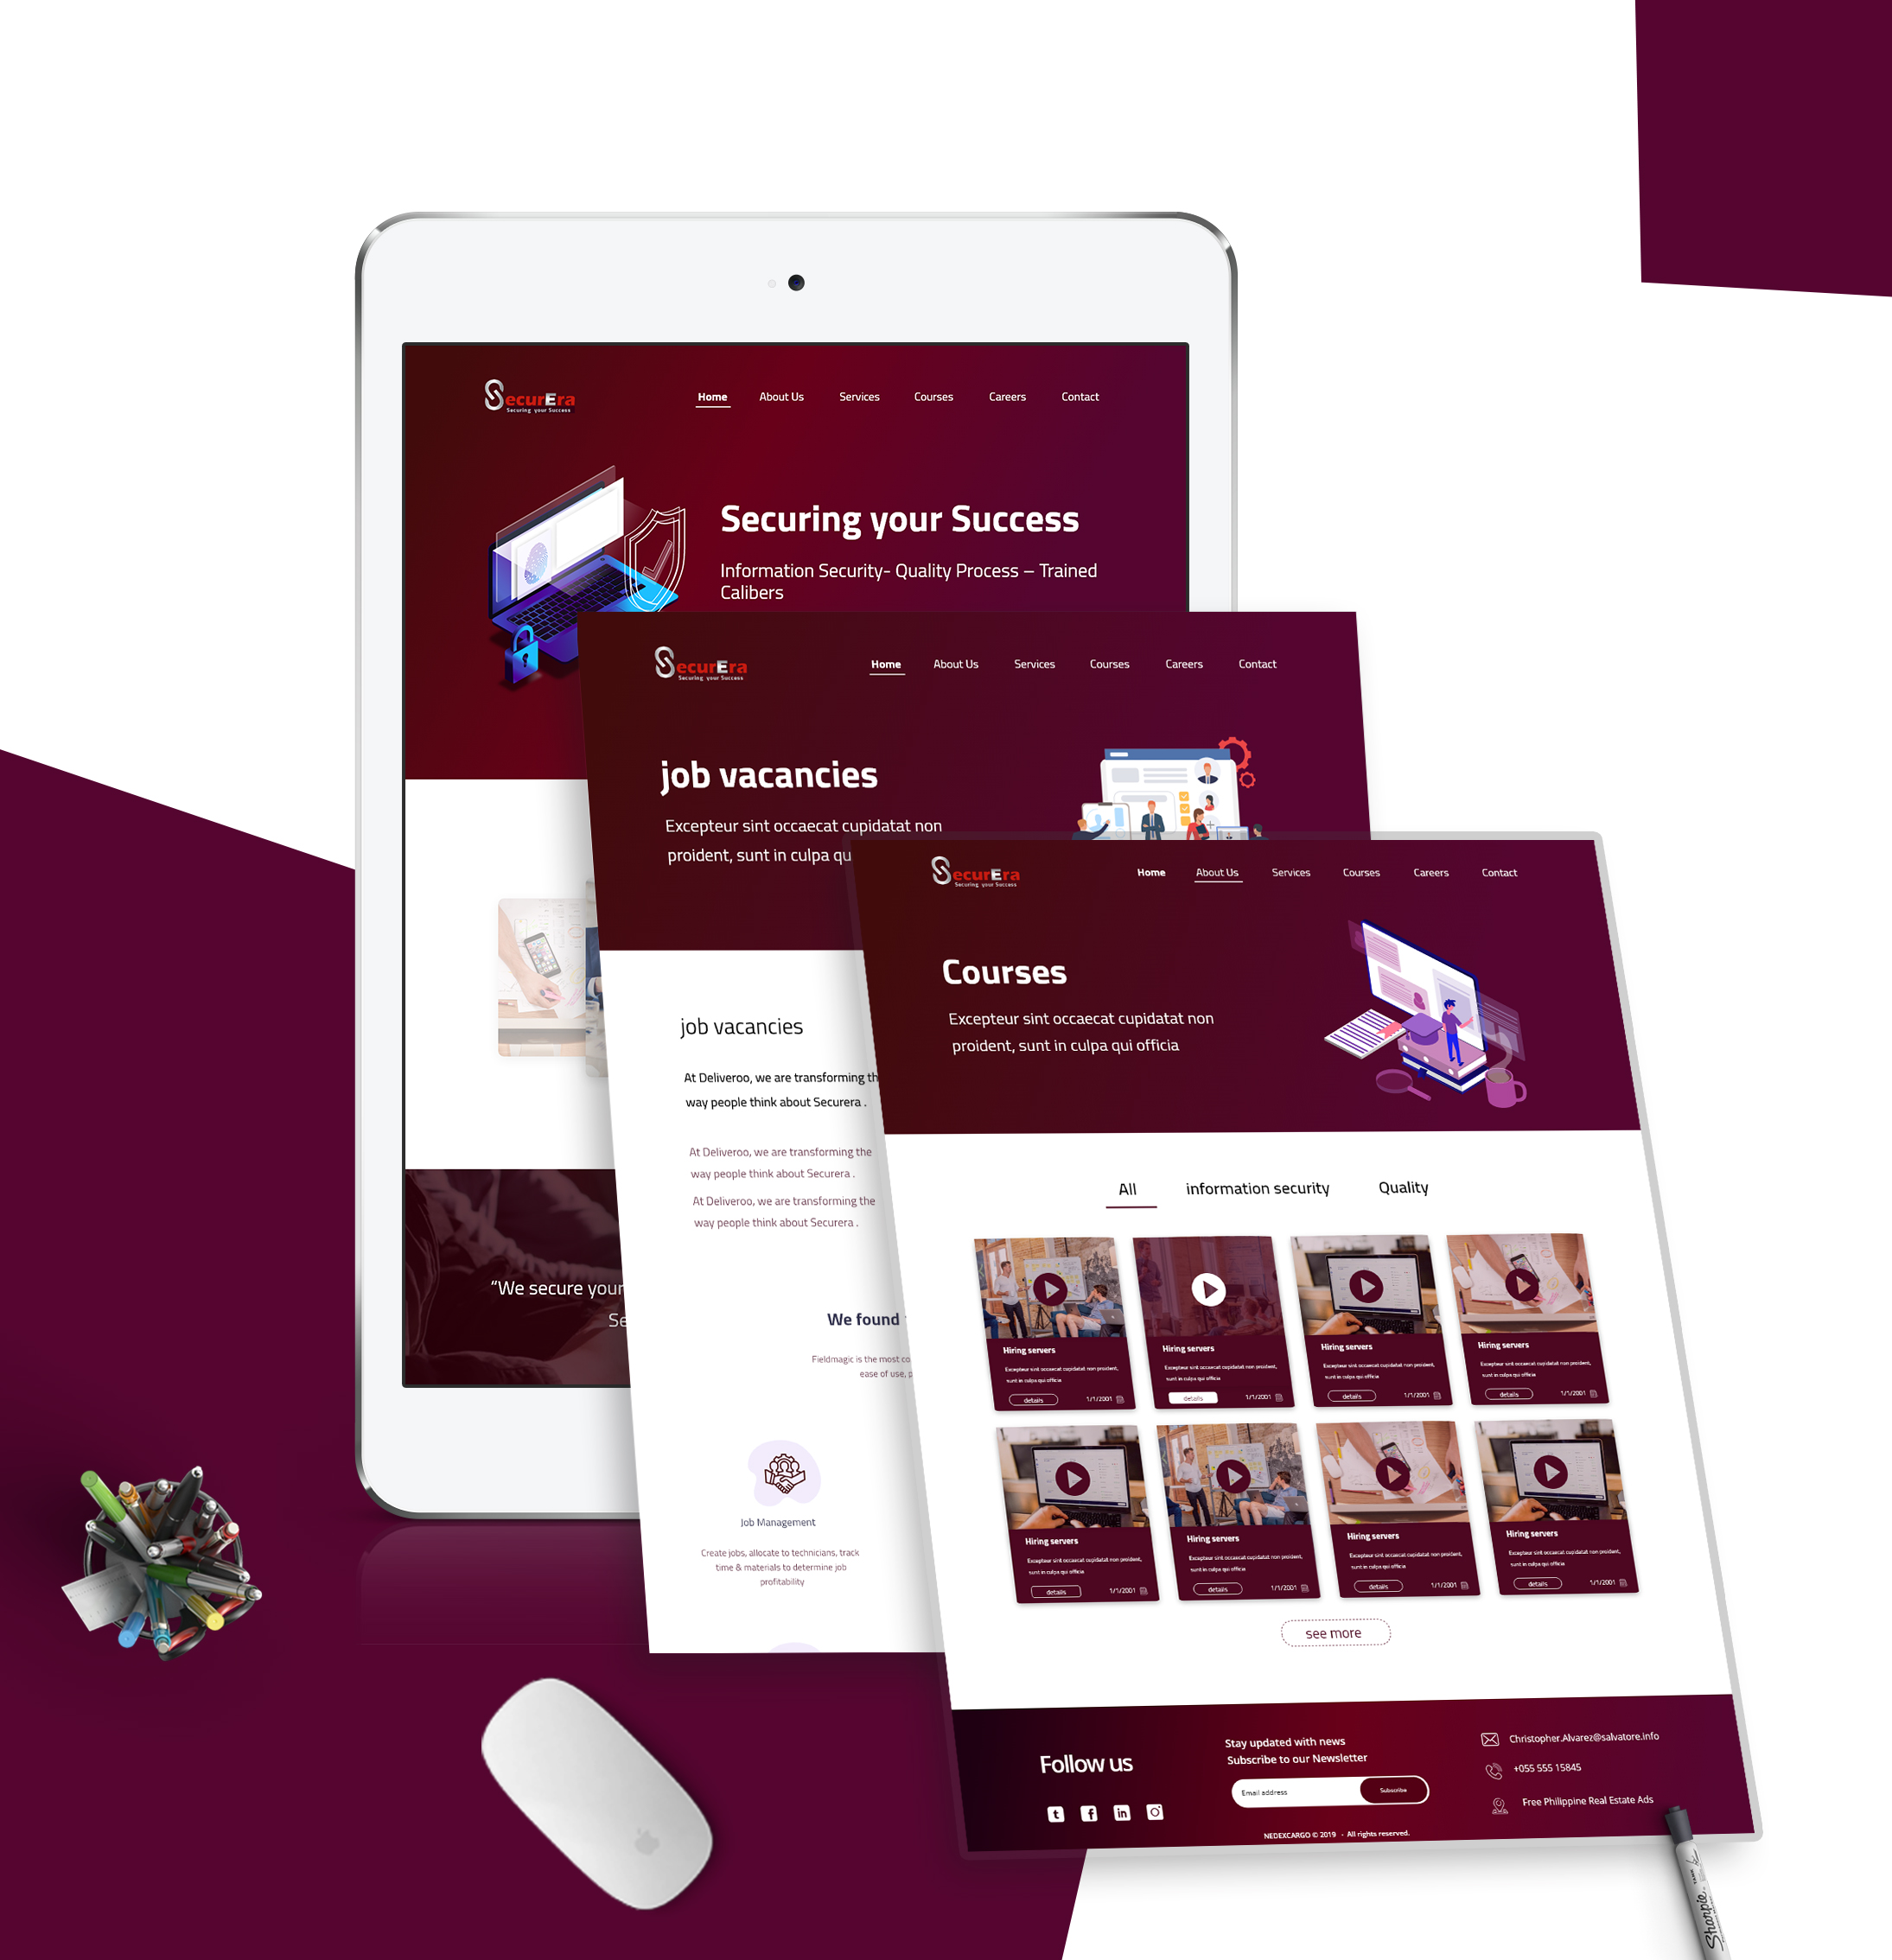 SecurEra
Securing your Success
Home About Us Services Courses Careers Contact
Securing your Success
Information Security- Quality Process – Trained
Calibers
“We secure your
Se
SecurEra
Securing your Success
Home About Us Services Courses Careers Contact
job vacancies
Excepteur sint occaecat cupidatat non
proident, sunt in culpa qu
job vacancies
At Deliveroo, we are transforming th
way people think about Securera .
At Deliveroo, we are transforming the
way people think about Securera .
At Deliveroo, we are transforming the
way people think about Securera .
We found
Fieldmagic is the most co
ease of use, p
Job Management
Create jobs, allocate to technicians, track
time & materials to determine job
profitability
SecurEra
Securing your Success
Home About Us Services Courses Careers Contact
Courses
Excepteur sint occaecat cupidatat non
proident, sunt in culpa qui officia
All information security Quality
Hiring servers
Excepteur sint occaecat cupidatat non proident,
sunt in culpa qui officia
details 1/1/2001
Hiring servers
Excepteur sint occaecat cupidatat non proident,
sunt in culpa qui officia
details 1/1/2001
Hiring servers
Excepteur sint occaecat cupidatat non proident,
sunt in culpa qui officia
details 1/1/2001
Hiring servers
Excepteur sint occaecat cupidatat non proident,
sunt in culpa qui officia
details 1/1/2001
Hiring servers
Excepteur sint occaecat cupidatat non proident,
sunt in culpa qui officia
details 1/1/2001
Hiring servers
Excepteur sint occaecat cupidatat non proident,
sunt in culpa qui officia
details 1/1/2001
Hiring servers
Excepteur sint occaecat cupidatat non proident,
sunt in culpa qui officia
details 1/1/2001
Hiring servers
Excepteur sint occaecat cupidatat non proident,
sunt in culpa qui officia
details 1/1/2001
see more
Follow us
Stay updated with news
Subscribe to our Newsletter
Email address Subscribe
Christopher.Alvarez@salvatore.info
+055 555 15845
Free Philippine Real Estate Ads
NEDEXCARGO © 2019 - All rights reserved.
Sharpie